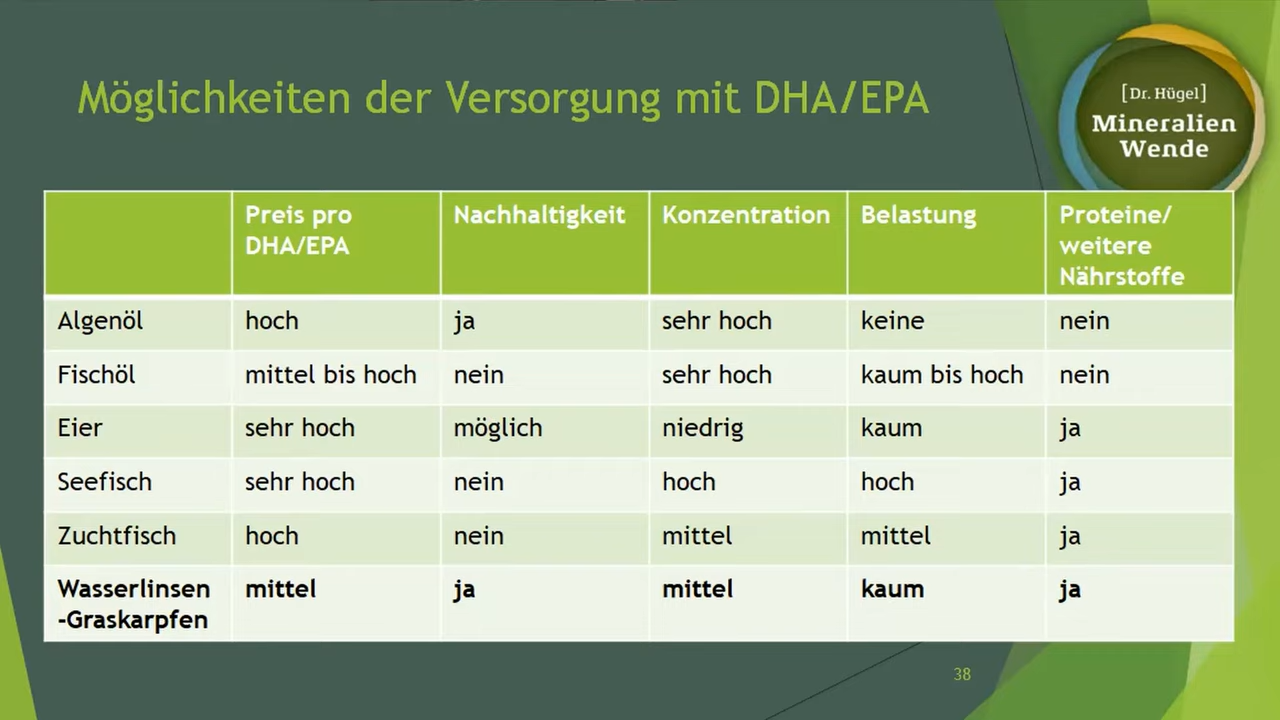 Möglichkeiten der Versorgung mit DHA/EPA
[Dr. Hügel]
Mineralien
Wende
Preis pro DHA/EPA Nachhaltigkeit Konzentration Belastung Proteine/ weitere Nährstoffe
Algenöl hoch ja sehr hoch keine nein
Fischöl mittel bis hoch nein sehr hoch kaum bis hoch nein
Eier sehr hoch möglich niedrig kaum ja
Seefisch sehr hoch nein hoch hoch ja
Zuchtfisch hoch nein mittel mittel ja
Wasserlinsen -Graskarpfen mittel ja mittel kaum ja
38